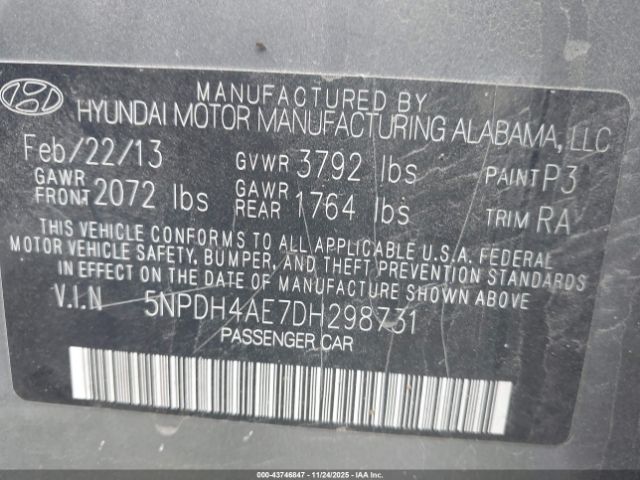 MANUFACTURED BY
HYUNDAI MOTOR MANUFACTURING ALABAMA, LLC
Feb/22/13 GVWR 3792 lbs PAINT P3
GAWR FRONT 2072 lbs GAWR REAR 1764 lbs TRIM RA
THIS VEHICLE CONFORMS TO ALL APPLICABLE U.S.A. FEDERAL
MOTOR VEHICLE SAFETY, BUMPER, AND THEFT PREVENTION STANDARDS
IN EFFECT ON THE DATE OF MANUFACTURE SHOWN ABOVE.
V.I.N 5NPDH4AE7DH298731
PASSENGER CAR
000-43746847 - 11/24/2025 - IAAI.COM